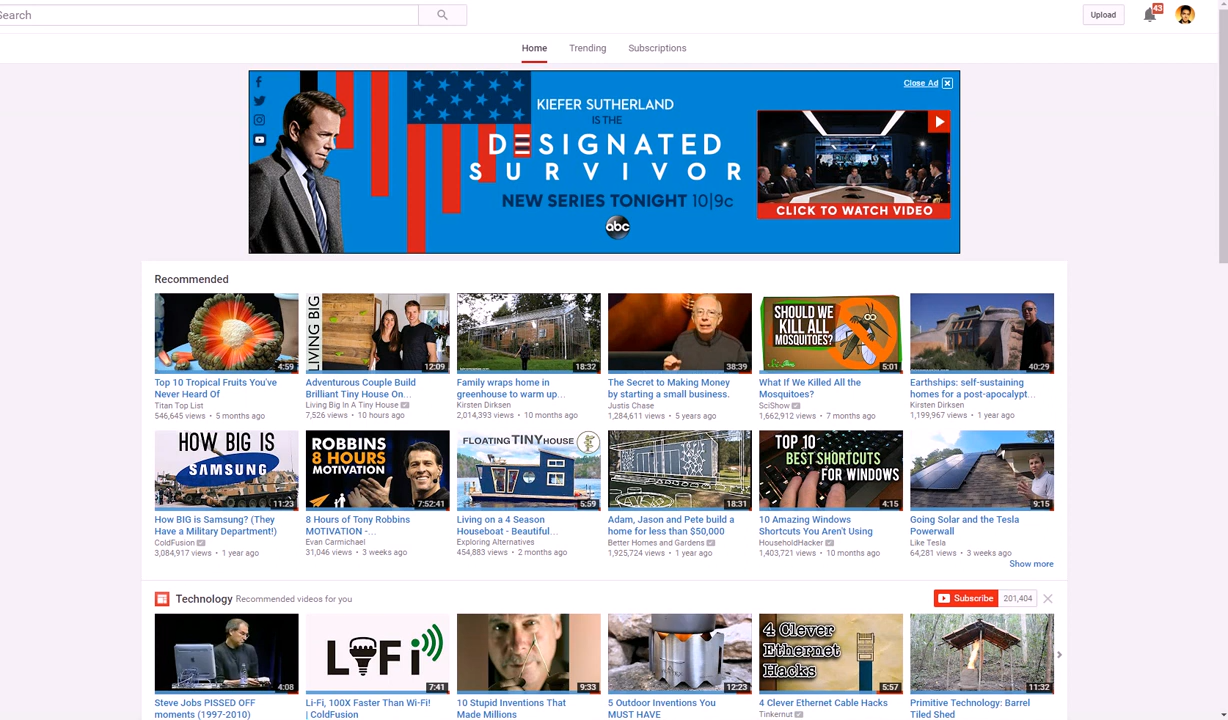 Search
Upload
43
Home
Trending
Subscriptions
Close Ad
KIEFER SUTHERLAND
IS THE
DESIGNATED
SURVIVOR
NEW SERIES TONIGHT 10|9c
abc
CLICK TO WATCH VIDEO
Recommended
LIVING BIG
SHOULD WE
KILL ALL
MOSQUITOES?
SciShow
4:59
12:09
18:32
38:39
5:01
40:29
Top 10 Tropical Fruits You've
Never Heard Of
Titan Top List
546,645 views • 5 months ago
Adventurous Couple Build
Brilliant Tiny House On...
Living Big In A Tiny House
7,526 views • 10 hours ago
Family wraps home in
greenhouse to warm up...
Kirsten Dirksen
2,014,393 views • 10 months ago
The Secret to Making Money
by starting a small business.
Justis Chase
1,284,611 views • 5 years ago
What If We Killed All the
Mosquitoes?
SciShow
1,662,912 views • 7 months ago
Earthships: self-sustaining
homes for a post-apocalypt...
Kirsten Dirksen
1,199,967 views • 1 year ago
HOW BIG IS
SAMSUNG
11:23
ROBBINS
8 HOURS
MOTIVATION
7:52:41
FLOATING TINY HOUSE
5:59
18:31
TOP 10
BEST SHORTCUTS
FOR WINDOWS
4:15
9:15
How BIG is Samsung? (They
Have a Military Department!)
ColdFusion
3,084,917 views • 1 year ago
8 Hours of Tony Robbins
MOTIVATION -...
Evan Carmichael
31,046 views • 3 weeks ago
Living on a 4 Season
Houseboat - Beautiful...
Exploring Alternatives
454,883 views • 2 months ago
Adam, Jason and Pete build a
home for less than $50,000
Better Homes and Gardens
1,925,724 views • 1 year ago
10 Amazing Windows
Shortcuts You Aren't Using
HouseholdHacker
1,403,721 views • 10 months ago
Going Solar and the Tesla
Powerwall
Like Tesla
64,281 views • 3 weeks ago
Show more
Technology Recommended videos for you
Subscribe 201,404
4:08
LiFi
7:41
9:33
12:23
4 Clever
Ethernet
Hacks
5:57
11:32
Steve Jobs PISSED OFF
moments (1997-2010)
Li-Fi, 100X Faster Than Wi-Fi!
| ColdFusion
10 Stupid Inventions That
Made Millions
5 Outdoor Inventions You
MUST HAVE
4 Clever Ethernet Cable Hacks
Tinkernut
Primitive Technology: Barrel
Tiled Shed